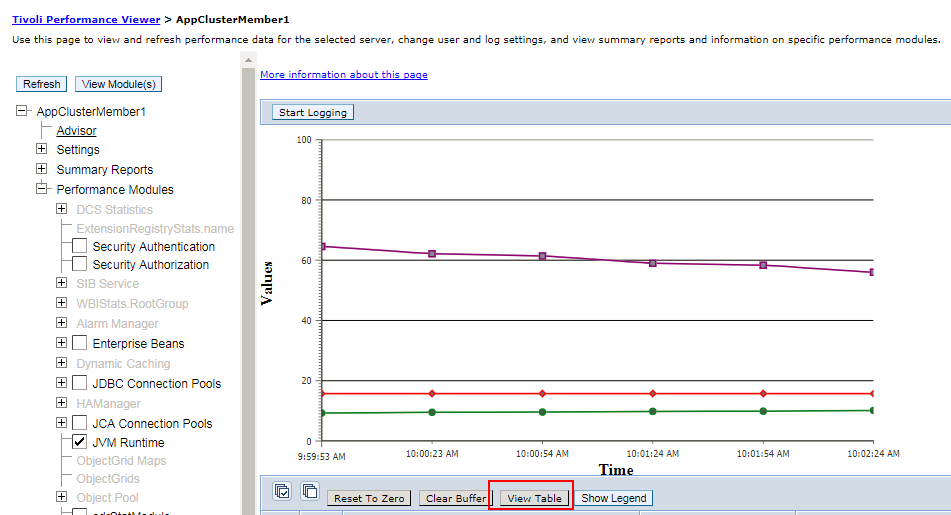 Tivoli Performance Viewer > AppClusterMember1
Use this page to view and refresh performance data for the selected server, change user and log settings, and view summary reports and information on specific performance modules.
Refresh View Module(s)
AppClusterMember1
Advisor
Settings
Summary Reports
Performance Modules
DCS Statistics
ExtensionRegistryStats.name
Security Authentication
Security Authorization
SIB Service
WBIStats.RootGroup
Alarm Manager
Enterprise Beans
Dynamic Caching
JDBC Connection Pools
HAManager
JCA Connection Pools
JVM Runtime
ObjectGrid Maps
ObjectGrids
Object Pool
More information about this page
Start Logging
100
80
60
40
20
0
Values
9:59:53 AM 10:00:23 AM 10:00:54 AM 10:01:24 AM 10:01:54 AM 10:02:24 AM
Time
Reset To Zero Clear Buffer View Table Show Legend